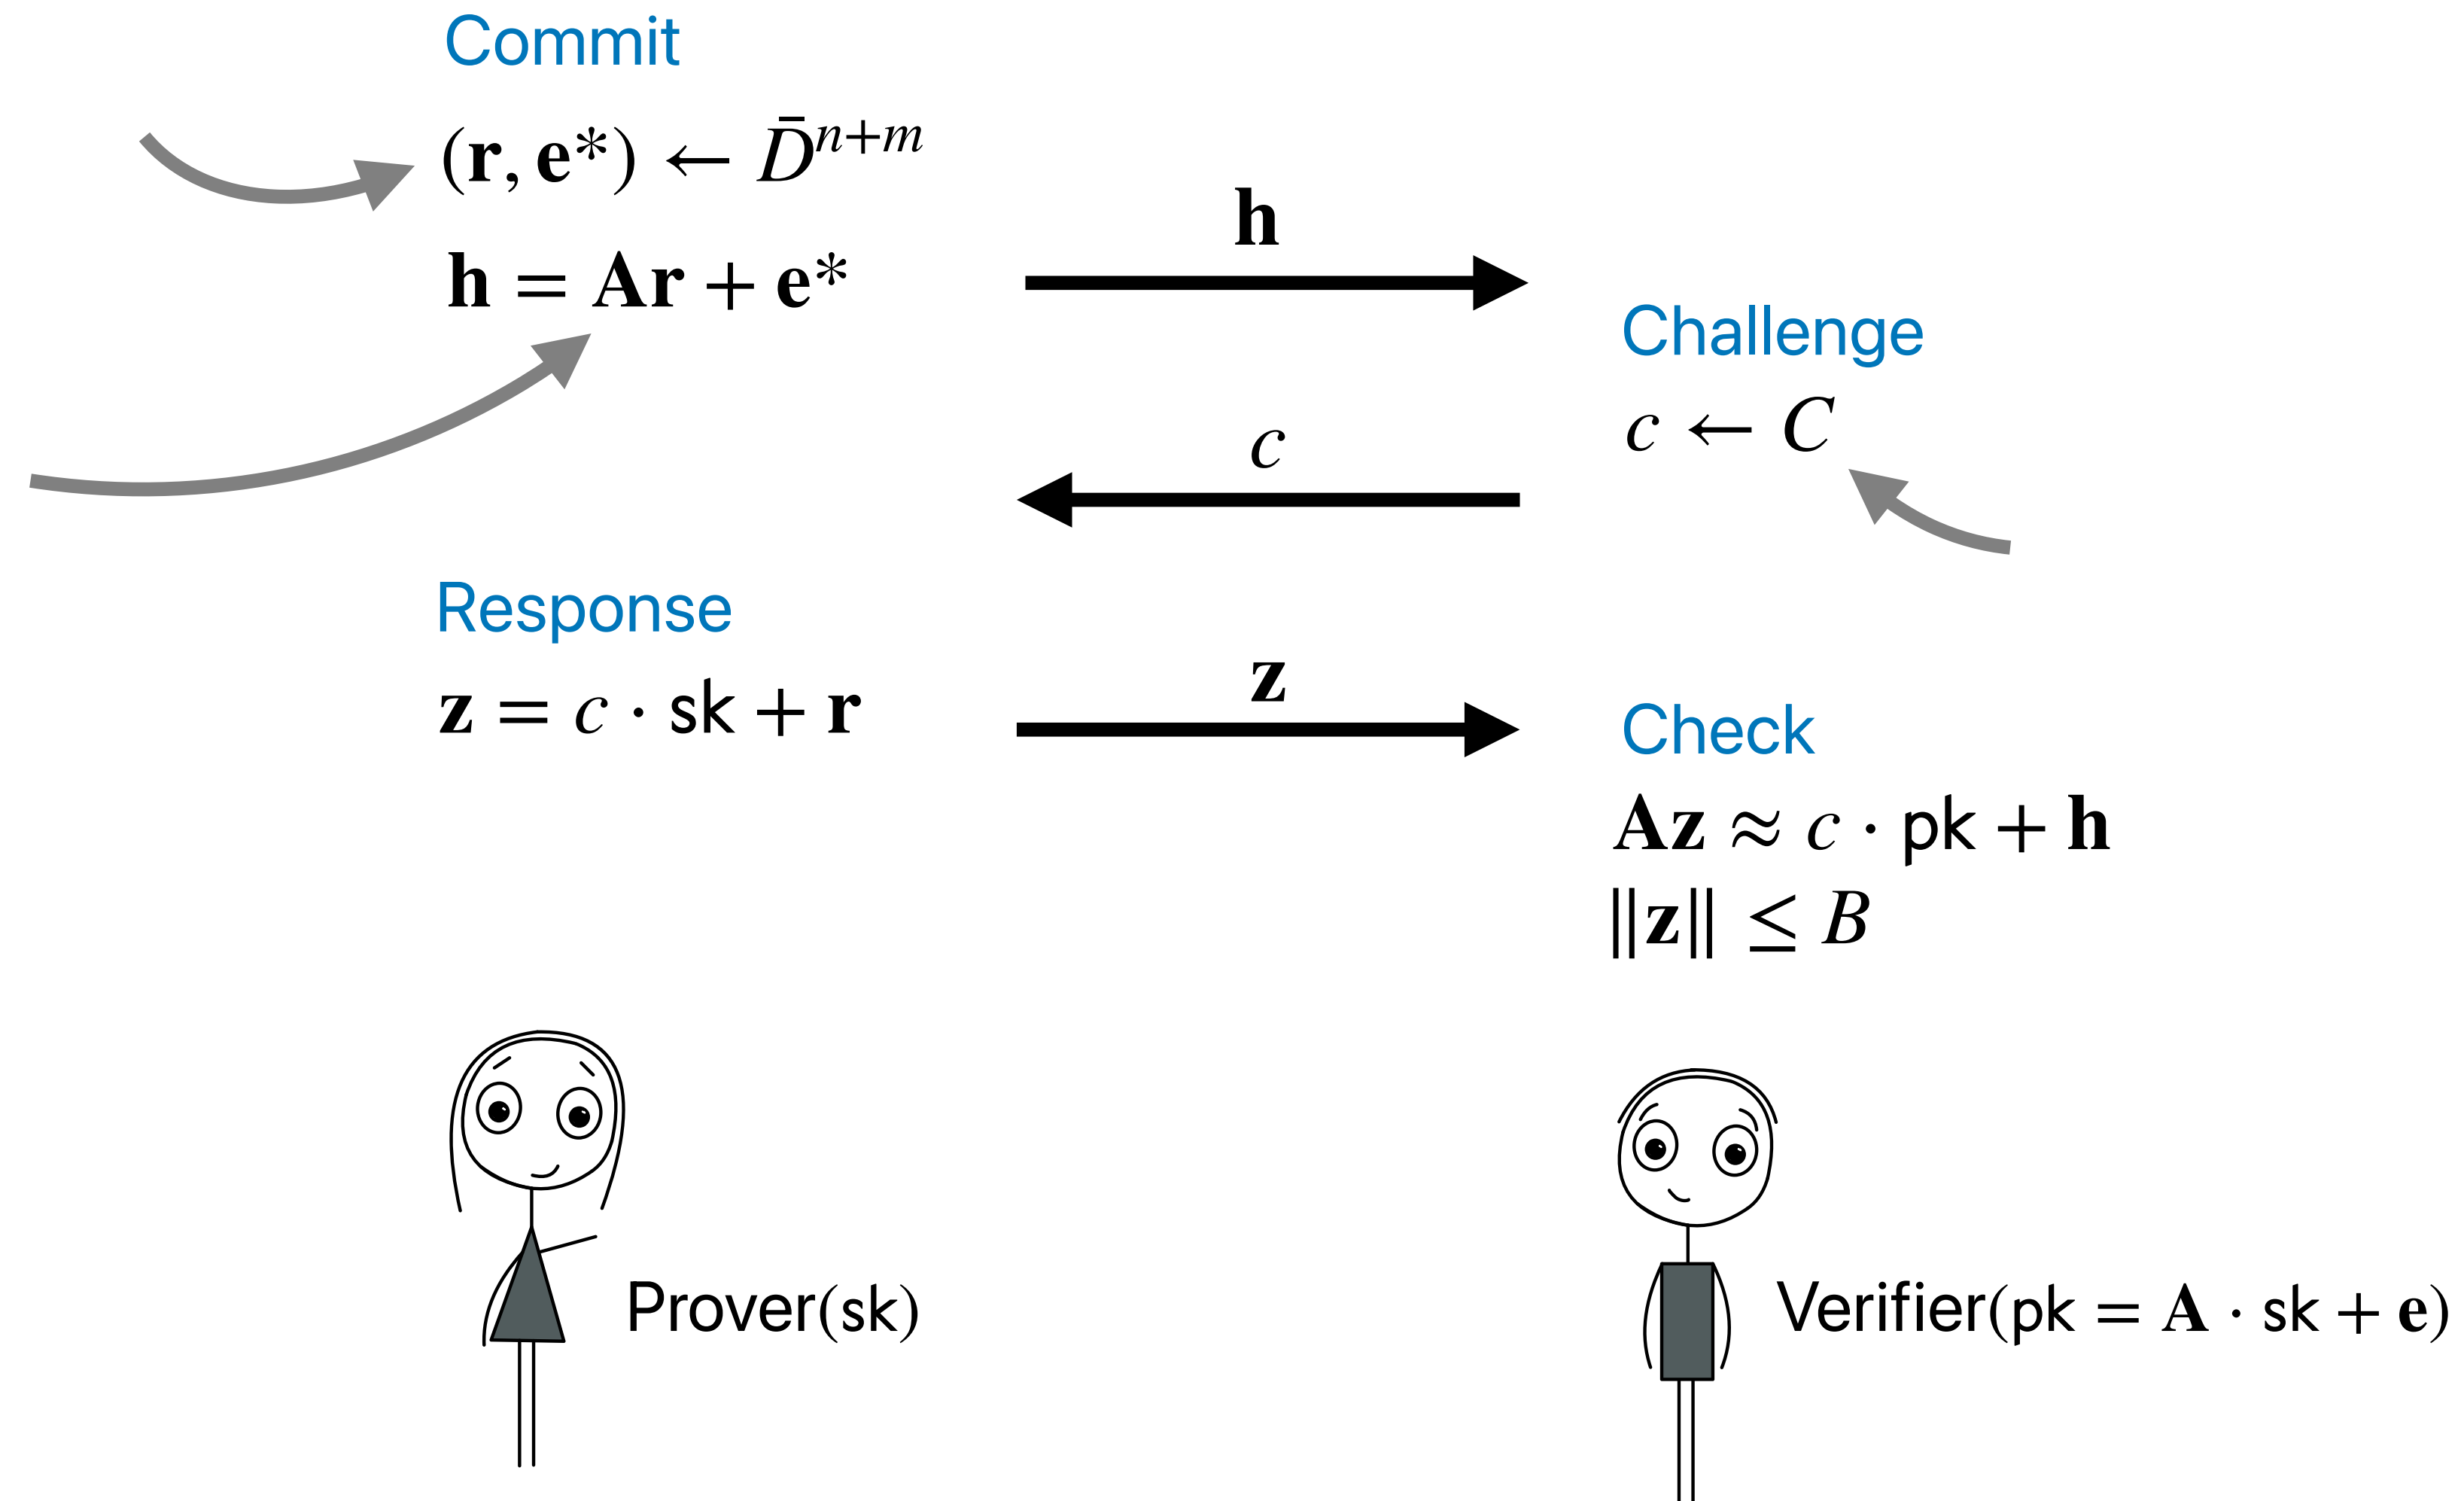 Commit
(r, e*) ← D̄ⁿ⁺ᵐ
h = Ar + e*
h
Challenge
c ← C
c
Response
z = c · sk + r
z
Check
Az ≈ c · pk + h
||z|| ≤ B
Prover(sk)
Verifier(pk = A · sk + e)